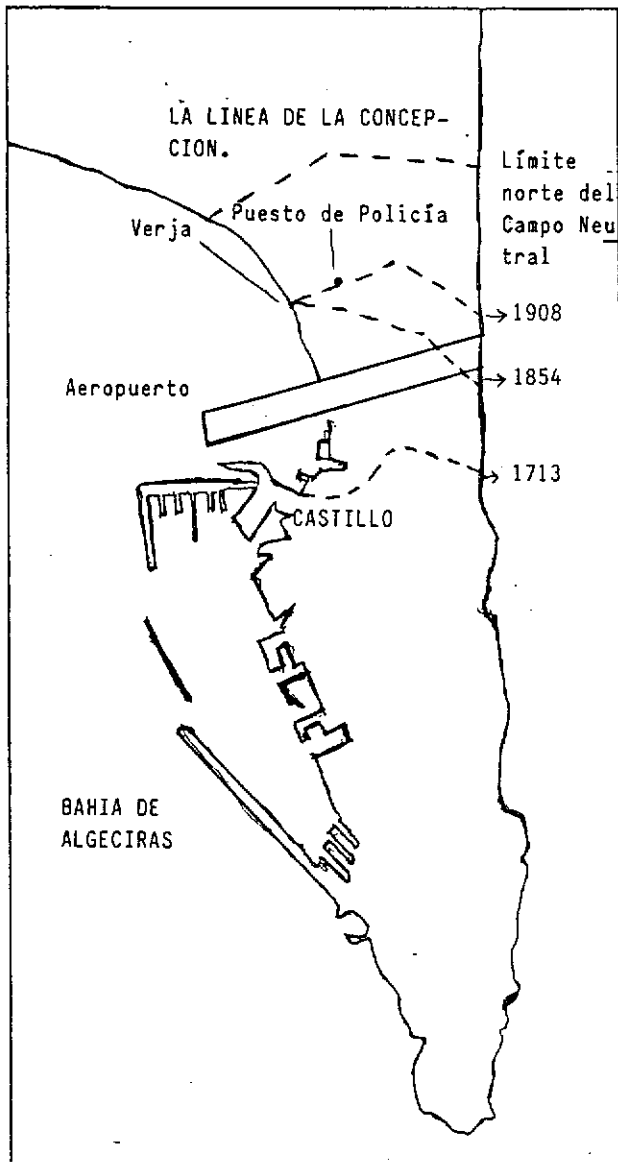 LA LINEA DE LA CONCEP-
CION.
Límite
norte del
Campo Neu
tral
Puesto de Policía
Verja
1908
Aeropuerto
1854
1713
CASTILLO
BAHIA DE
ALGECIRAS